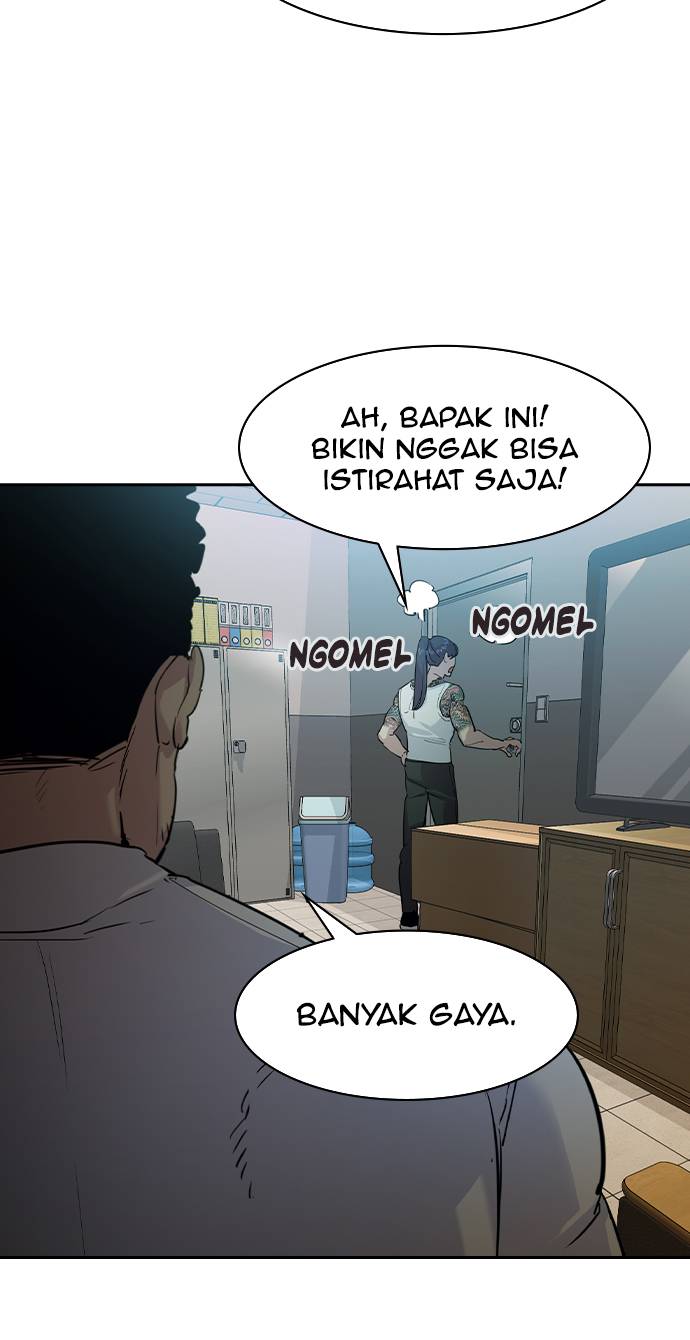 AH, BAPAK INI!
BIKIN NGGAK BISA
ISTIRAHAT SAJA!
NGOMEL
NGOMEL
BANYAK GAYA.